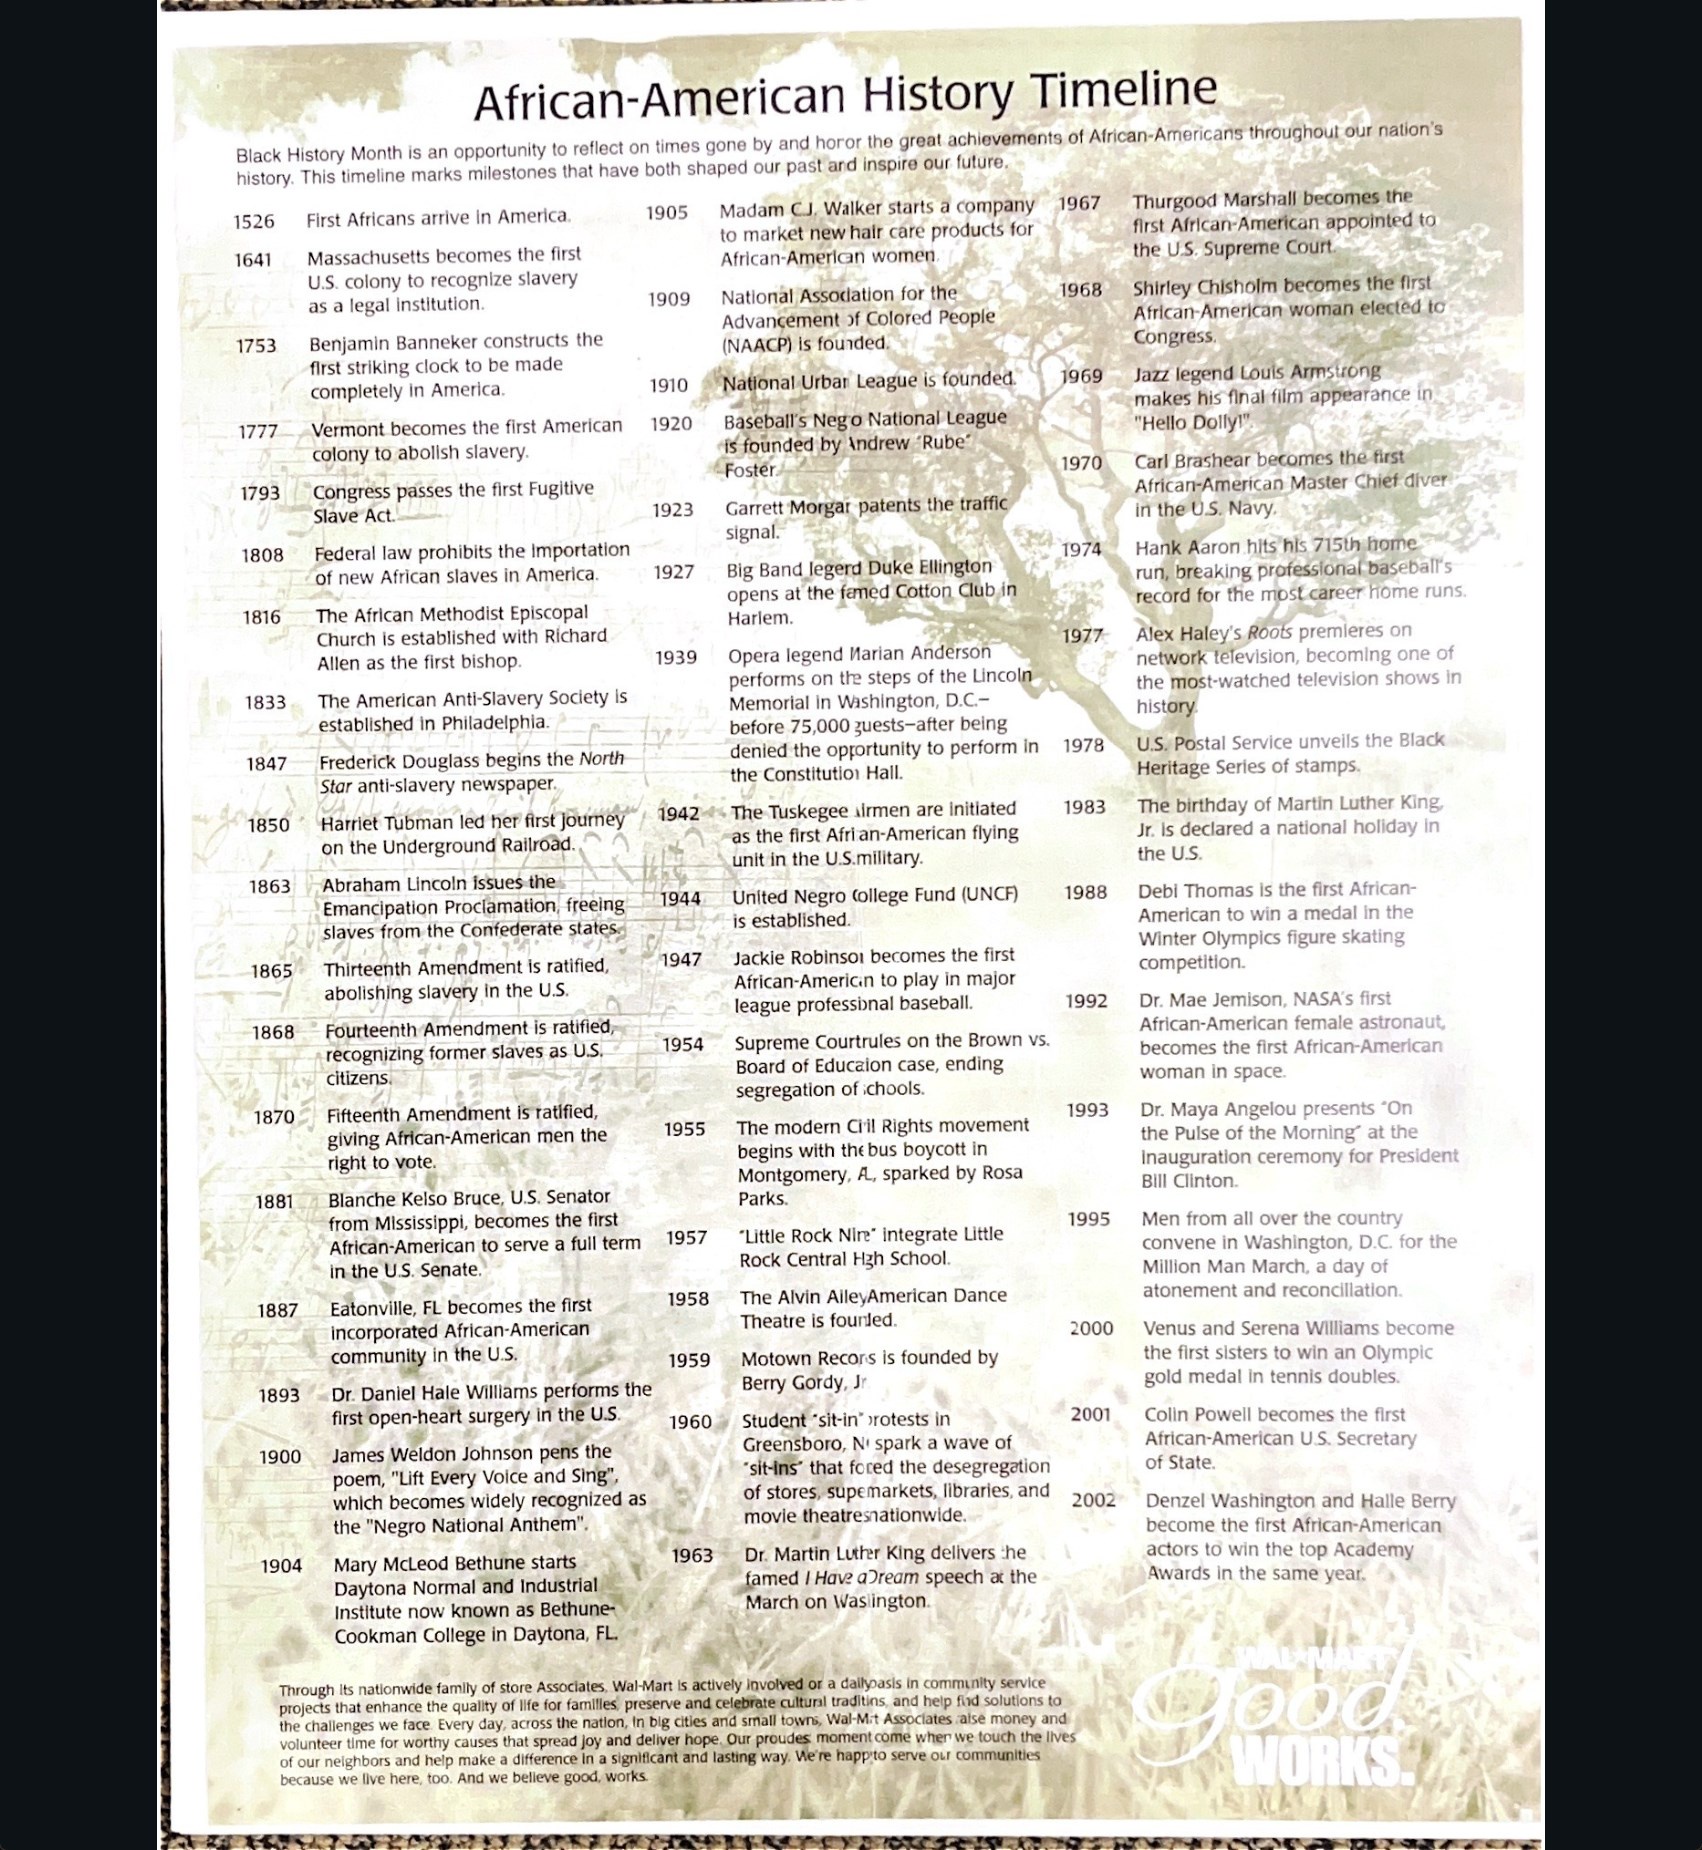 African-American History Timeline
Black History Month is an opportunity to reflect on times gone by and horor the great achievements of African-Americans throughout our nation's
history. This timeline marks milestones that have both shaped our past ard inspire our future.
1526 First Africans arrive in America.
1641 Massachusetts becomes the first
U.S. colony to recognize slavery
as a legal institution.
1753 Benjamin Banneker constructs the
first striking clock to be made
completely in America.
1777 Vermont becomes the first American
colony to abolish slavery.
1793 Congress passes the first Fugitive
Slave Act.
1808 Federal law prohibits the importation
of new African slaves in America.
1816 The African Methodist Episcopal
Church is established with Richard
Allen as the first bishop.
1833 The American Anti-Slavery Society is
established in Philadelphia.
1847 Frederick Douglass begins the North
Star anti-slavery newspaper.
1850 Harriet Tubman led her first journey
on the Underground Railroad.
1863 Abraham Lincoln issues the
Emancipation Proclamation, freeing
slaves from the Confederate states.
1865 Thirteenth Amendment is ratified,
abolishing slavery in the U.S.
1868 Fourteenth Amendment is ratified,
recognizing former slaves as U.S.
citizens.
1870 Fifteenth Amendment is ratified,
giving African-American men the
right to vote.
1881 Blanche Kelso Bruce, U.S. Senator
from Mississippi, becomes the first
African-American to serve a full term
in the U.S. Senate.
1887 Eatonville, FL becomes the first
incorporated African-American
community in the U.S.
1893 Dr. Daniel Hale Williams performs the
first open-heart surgery in the U.S.
1900 James Weldon Johnson pens the
poem, "Lift Every Voice and Sing",
which becomes widely recognized as
the "Negro National Anthem".
1904 Mary McLeod Bethune starts
Daytona Normal and Industrial
Institute now known as Bethune-
Cookman College in Daytona, FL.
1905 Madam C.J. Walker starts a company
to market new hair care products for
African-American women.
1909 National Association for the
Advancement of Colored People
(NAACP) is founded.
1910 National Urban League is founded.
1920 Baseball's Negro National League
is founded by Andrew "Rube"
Foster.
1923 Garrett Morgan patents the traffic
signal.
1927 Big Band legend Duke Ellington
opens at the famed Cotton Club in
Harlem.
1939 Opera legend Marian Anderson
performs on the steps of the Lincoln
Memorial in Washington, D.C.–
before 75,000 guests–after being
denied the opportunity to perform in
the Constitution Hall.
1942 The Tuskegee Airmen are initiated
as the first African-American flying
unit in the U.S.military.
1944 United Negro College Fund (UNCF)
is established.
1947 Jackie Robinson becomes the first
African-American to play in major
league professional baseball.
1954 Supreme Court rules on the Brown vs.
Board of Education case, ending
segregation of schools.
1955 The modern Civil Rights movement
begins with the bus boycott in
Montgomery, AL, sparked by Rosa
Parks.
1957 "Little Rock Nine" integrate Little
Rock Central High School.
1958 The Alvin Ailey American Dance
Theatre is founded.
1959 Motown Records is founded by
Berry Gordy, Jr.
1960 Student "sit-in" protests in
Greensboro, NC spark a wave of
"sit-ins" that forced the desegregation
of stores, supermarkets, libraries, and
movie theatres nationwide.
1963 Dr. Martin Luther King delivers the
famed I Have a Dream speech at the
March on Washington.
1967 Thurgood Marshall becomes the
first African-American appointed to
the U.S. Supreme Court.
1968 Shirley Chisholm becomes the first
African-American woman elected to
Congress.
1969 Jazz legend Louis Armstrong
makes his final film appearance in
"Hello Dolly!".
1970 Carl Brashear becomes the first
African-American Master Chief diver
in the U.S. Navy.
1974 Hank Aaron hits his 715th home
run, breaking professional baseball's
record for the most career home runs.
1977 Alex Haley's Roots premieres on
network television, becoming one of
the most-watched television shows in
history.
1978 U.S. Postal Service unveils the Black
Heritage Series of stamps.
1983 The birthday of Martin Luther King,
Jr. is declared a national holiday in
the U.S.
1988 Debi Thomas is the first African-
American to win a medal in the
Winter Olympics figure skating
competition.
1992 Dr. Mae Jemison, NASA's first
African-American female astronaut,
becomes the first African-American
woman in space.
1993 Dr. Maya Angelou presents "On
the Pulse of the Morning" at the
inauguration ceremony for President
Bill Clinton.
1995 Men from all over the country
convene in Washington, D.C. for the
Million Man March, a day of
atonement and reconciliation.
2000 Venus and Serena Williams become
the first sisters to win an Olympic
gold medal in tennis doubles.
2001 Colin Powell becomes the first
African-American U.S. Secretary
of State.
2002 Denzel Washington and Halle Berry
become the first African-American
actors to win the top Academy
Awards in the same year.
Through its nationwide family of store Associates, Wal-Mart is actively involved on a daily basis in community service
projects that enhance the quality of life for families, preserve and celebrate cultural traditions, and help find solutions to
the challenges we face. Every day, across the nation, in big cities and small towns, Wal-Mart Associates raise money and
volunteer time for worthy causes that spread joy and deliver hope. Our proudest moment come when we touch the lives
of our neighbors and help make a difference in a significant and lasting way. We're happy to serve our communities
because we live here, too. And we believe good, works.
WAL★MART
Good.
WORKS.